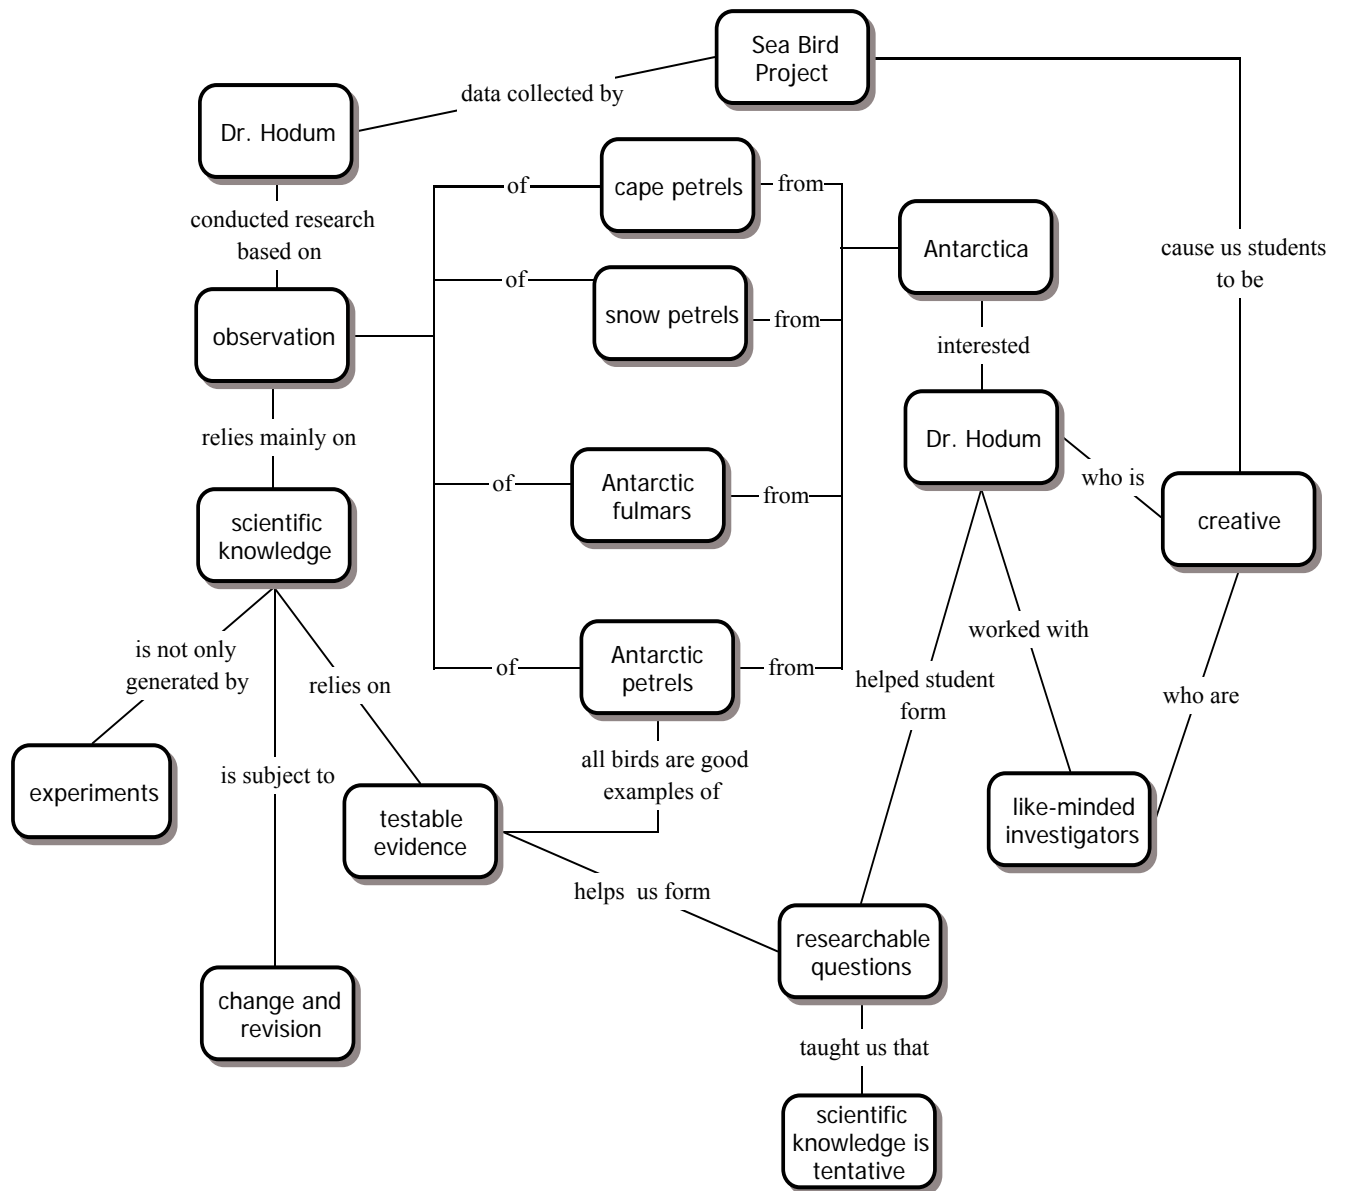 Sea Bird
Project
data collected by
Dr. Hodum
conducted research
based on
observation
of
cape petrels
from
of
snow petrels
from
of
Antarctic
fulmars
from
of
Antarctic
petrels
from
Antarctica
interested
Dr. Hodum
who is
creative
cause us students
to be
relies mainly on
scientific
knowledge
is not only
generated by
experiments
is subject to
change and
revision
relies on
testable
evidence
all birds are good
examples of
helps us form
helped student
form
worked with
who are
like-minded
investigators
researchable
questions
taught us that
scientific
knowledge is
tentative